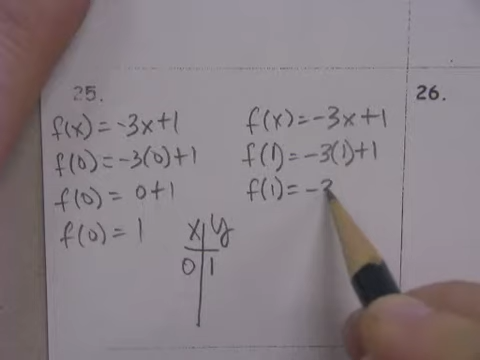 25.
f(x) = -3x+1
f(0) = -3(0)+1
f(0) = 0+1
f(0) = 1
x y
0 1
f(x) = -3x+1
f(1) = -3(1)+1
f(1) = -3
26.